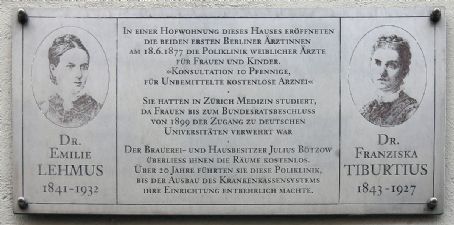 In einer Hofwohnung dieses Hauses eröffneten
die beiden ersten Berliner Ärztinnen
am 18.6.1877 die Poliklinik weiblicher Ärzte
für Frauen und Kinder.
»Konsultation 10 Pfennige,
für Unbemittelte kostenlose Arznei«
Sie hatten in Zürich Medizin studiert,
da Frauen bis zum Bundesratsbeschluss
von 1899 der Zugang zu deutschen
Universitäten verwehrt war
Der Brauerei- und Hausbesitzer Julius Bötzow
überliess ihnen die Räume kostenlos.
Über 20 Jahre führten sie diese Poliklinik,
bis der Ausbau des Krankenkassensystems
ihre Einrichtung entbehrlich machte.
Dr.
Emilie
LEHMUS
1841-1932
Dr.
Franziska
TIBURTIUS
1843-1927